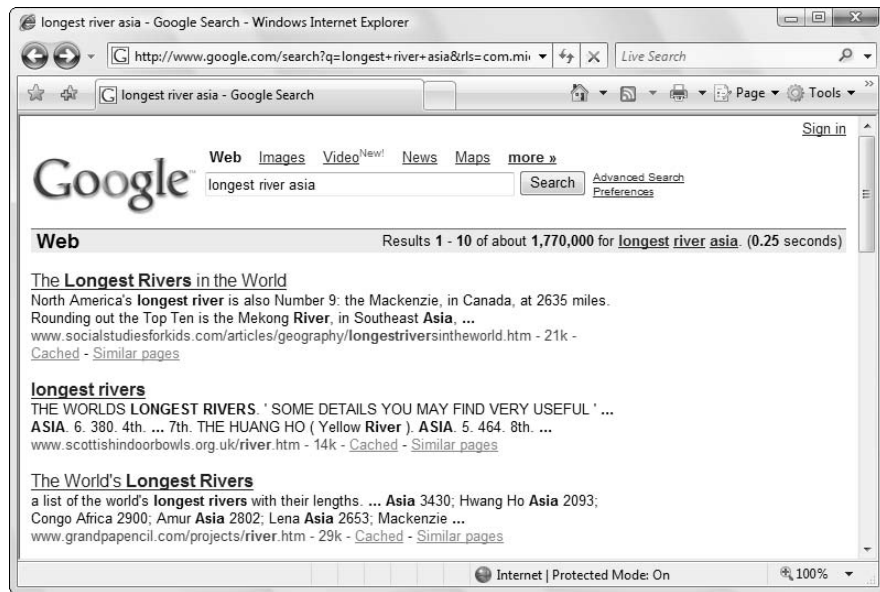 longest river asia - Google Search - Windows Internet Explorer
http://www.google.com/search?q=longest+river+asia&rls=com.mi
Live Search
longest river asia - Google Search
Page
Tools
Sign in
Web Images Video New! News Maps more »
Google
longest river asia
Search
Advanced Search
Preferences
Web
Results 1 - 10 of about 1,770,000 for longest river asia. (0.25 seconds)
The Longest Rivers in the World
North America's longest river is also Number 9: the Mackenzie, in Canada, at 2635 miles.
Rounding out the Top Ten is the Mekong River, in Southeast Asia, ...
www.socialstudiesforkids.com/articles/geography/longestriversintheworld.htm - 21k -
Cached - Similar pages
longest rivers
THE WORLDS LONGEST RIVERS. ' SOME DETAILS YOU MAY FIND VERY USEFUL ' ...
ASIA. 6. 380. 4th. ... 7th. THE HUANG HO ( Yellow River ). ASIA. 5. 464. 8th. ...
www.scottishindoorbowls.org.uk/river.htm - 14k - Cached - Similar pages
The World's Longest Rivers
a list of the world's longest rivers with their lengths. ... Asia 3430; Hwang Ho Asia 2093;
Congo Africa 2900; Amur Asia 2802; Lena Asia 2653; Mackenzie ...
www.grandpapencil.com/projects/river.htm - 29k - Cached - Similar pages
Internet | Protected Mode: On
100%